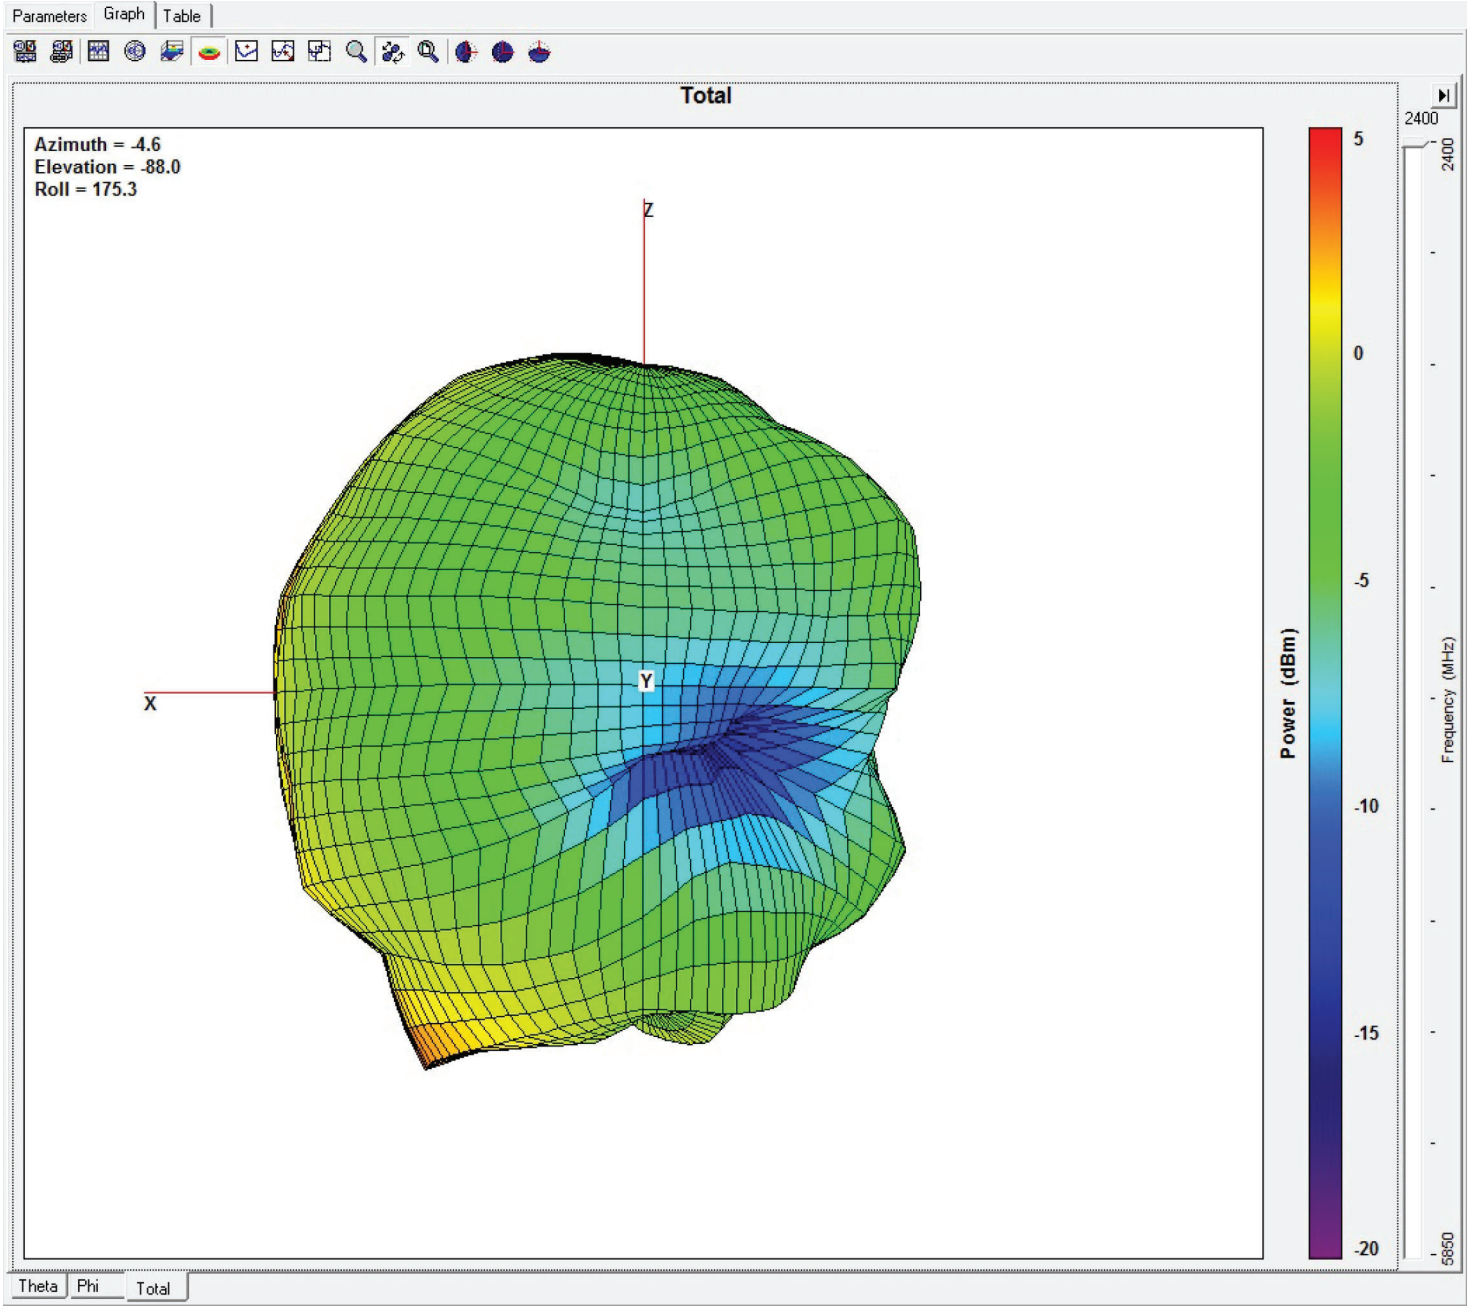 Parameters Graph Table
Total
Azimuth = -4.6
Elevation = -88.0
Roll = 175.3
Z
X
Y
5
0
-5
-10
-15
-20
Power (dBm)
2400
2400
Frequency (MHz)
5850
Theta Phi Total